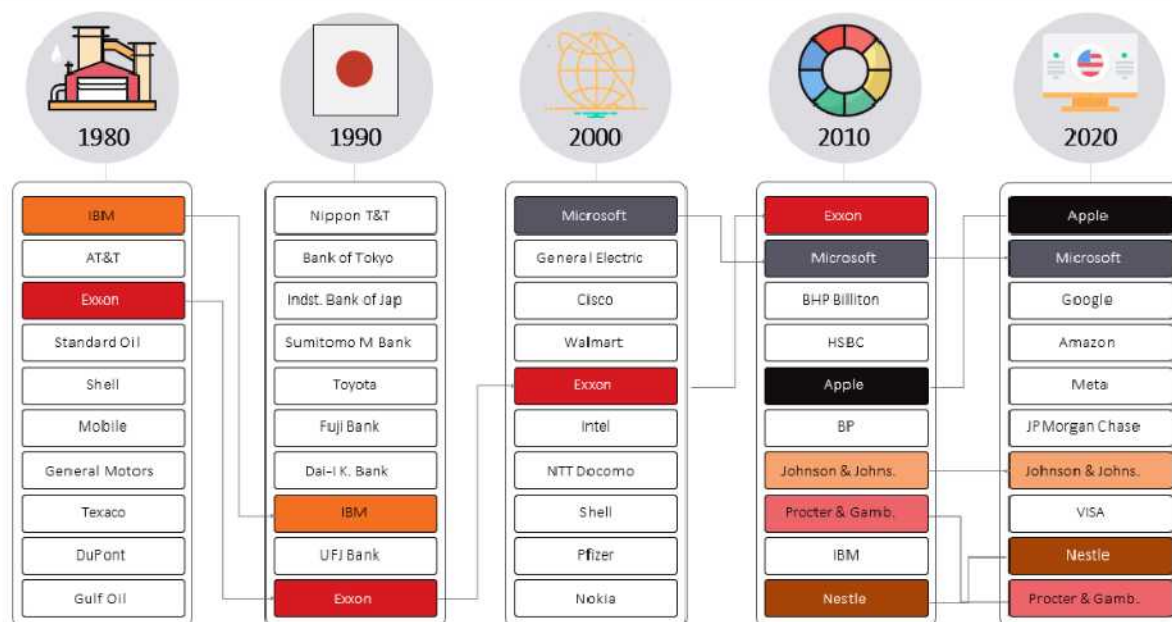 1980
1990
2000
2010
2020
IBM
AT&T
Exxon
Standard Oil
Shell
Mobile
General Motors
Texaco
DuPont
Gulf Oil
Nippon T&T
Bank of Tokyo
Indst. Bank of Jap
Sumitomo M Bank
Toyota
Fuji Bank
Dai-I K. Bank
IBM
UFJ Bank
Exxon
Microsoft
General Electric
Cisco
Walmart
Exxon
Intel
NTT Docomo
Shell
Pfizer
Nokia
Exxon
Microsoft
BHP Billiton
HSBC
Apple
BP
Johnson & Johns.
Procter & Gamb.
IBM
Nestle
Apple
Microsoft
Google
Amazon
Meta
JP Morgan Chase
Johnson & Johns.
VISA
Nestle
Procter & Gamb.